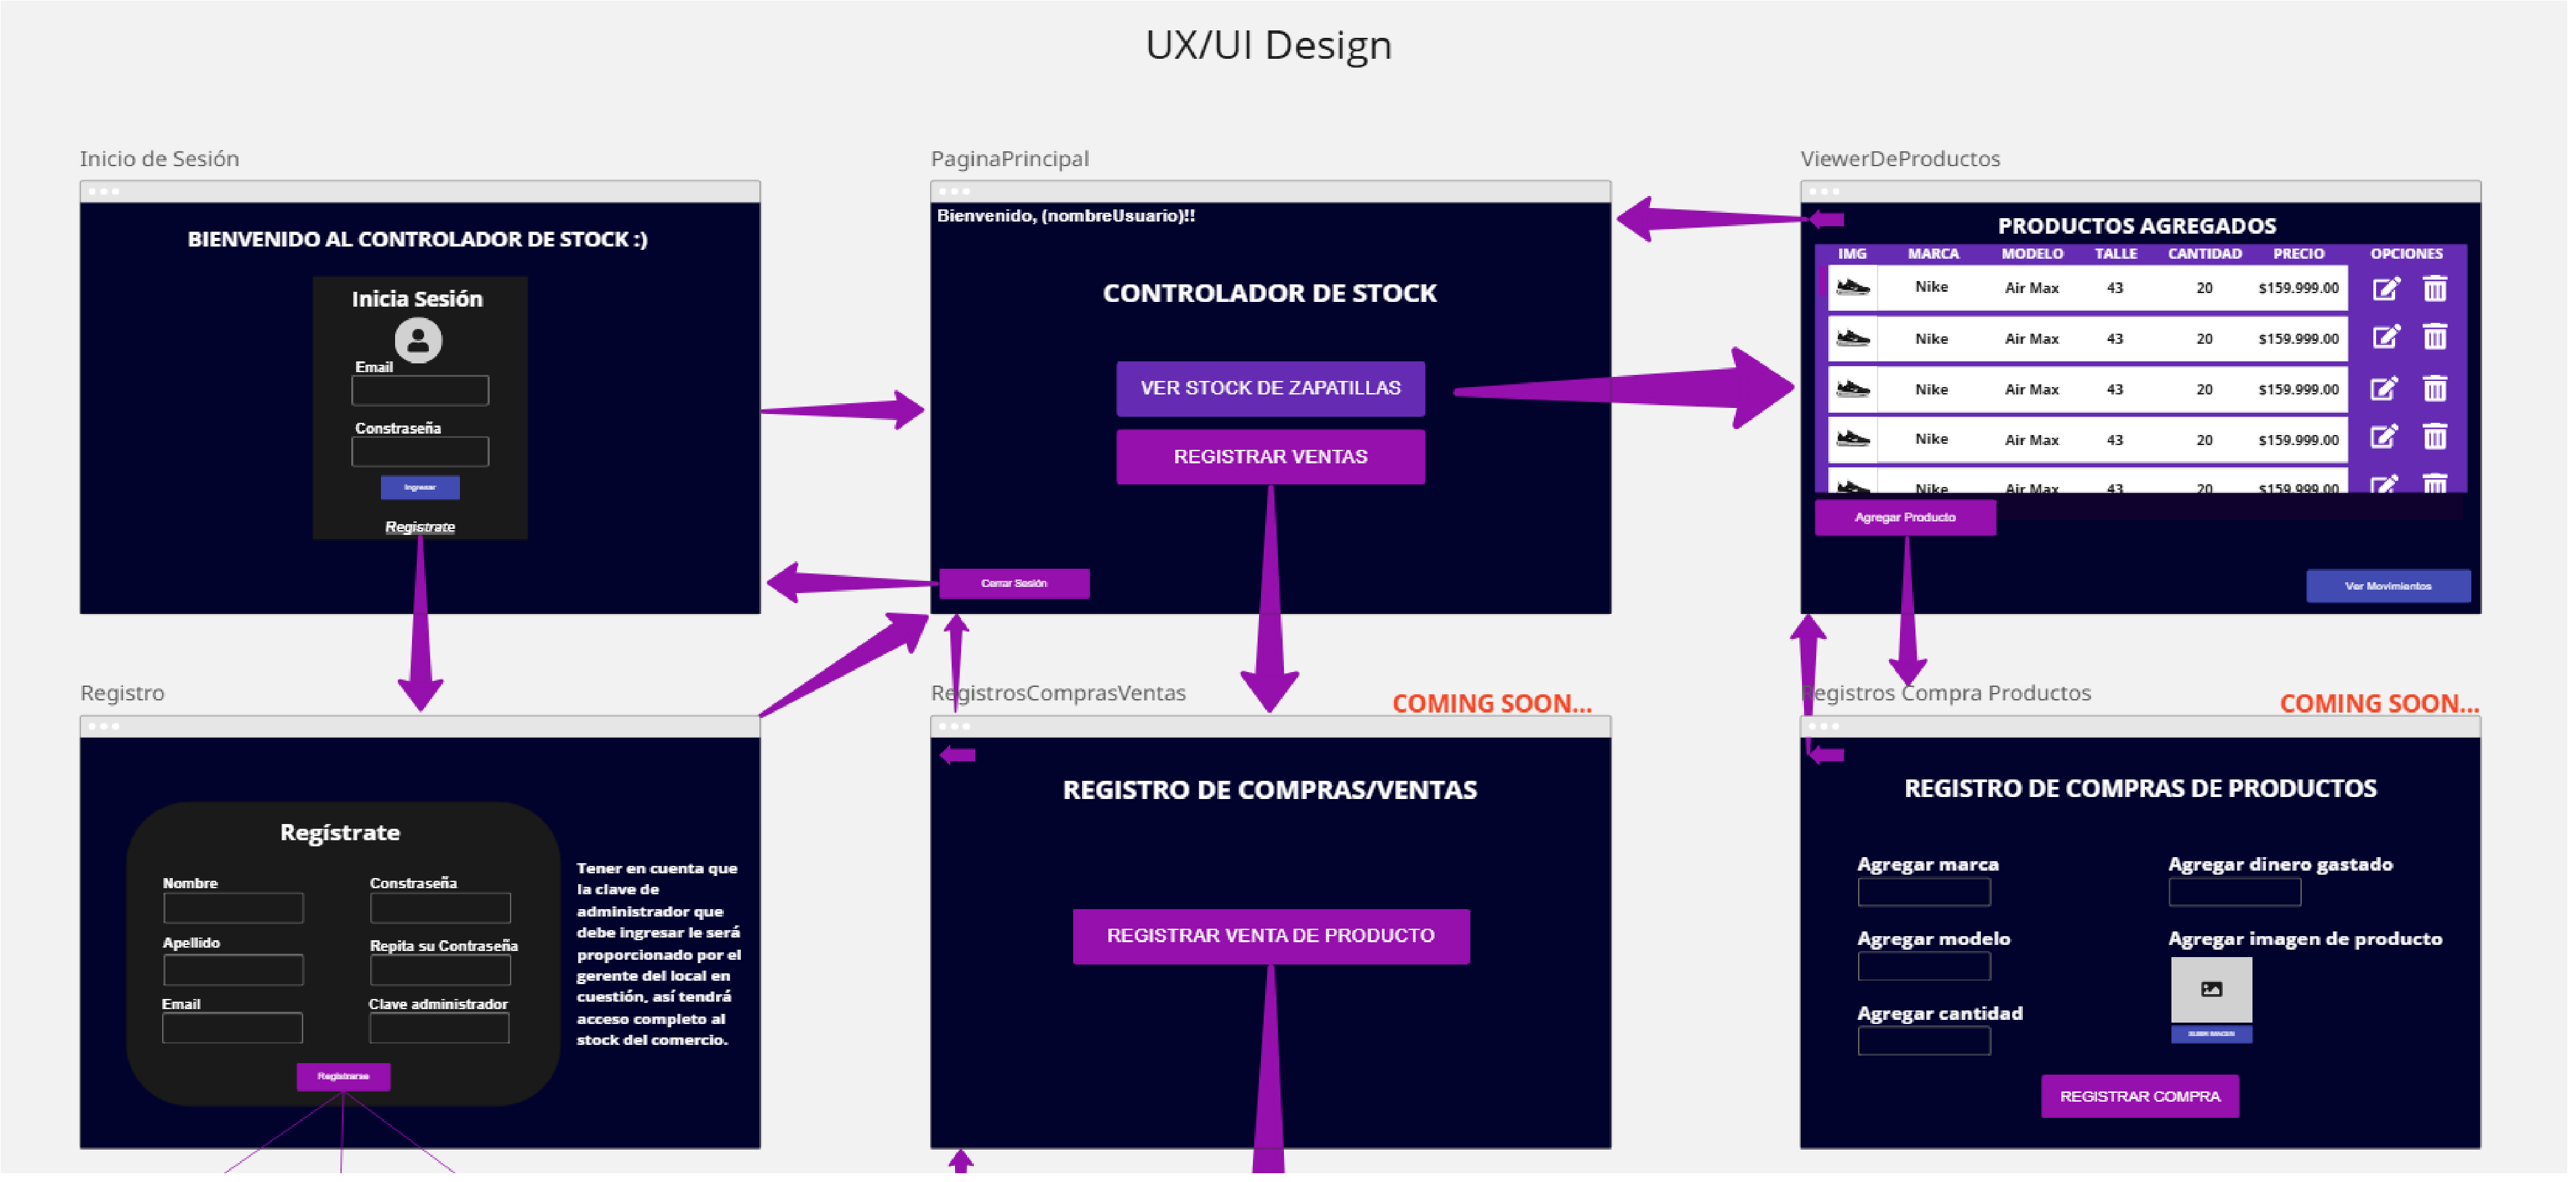 UX/UI Design
Inicio de Sesión
BIENVENIDO AL CONTROLADOR DE STOCK :)
Inicia Sesión
Email
Constraseña
Ingresar
Registrate
PaginaPrincipal
Bienvenido, (nombreUsuario)!!
CONTROLADOR DE STOCK
VER STOCK DE ZAPATILLAS
REGISTRAR VENTAS
Cerrar Sesión
ViewerDeProductos
PRODUCTOS AGREGADOS
IMG MARCA MODELO TALLE CANTIDAD PRECIO OPCIONES
Nike Air Max 43 20 $159.999.00
Nike Air Max 43 20 $159.999.00
Nike Air Max 43 20 $159.999.00
Nike Air Max 43 20 $159.999.00
Nike Air Max 43 20 $159.999.00
Agregar Producto
Ver Movimientos
Registro
Regístrate
Nombre
Constraseña
Apellido
Repita su Contraseña
Email
Clave administrador
Registrarse
Tener en cuenta que
la clave de
administrador que
debe ingresar le será
proporcionado por el
gerente del local en
cuestión, así tendrá
acceso completo al
stock del comercio.
RegistrosComprasVentas
COMING SOON...
REGISTRO DE COMPRAS/VENTAS
REGISTRAR VENTA DE PRODUCTO
Registros Compra Productos
COMING SOON...
REGISTRO DE COMPRAS DE PRODUCTOS
Agregar marca
Agregar dinero gastado
Agregar modelo
Agregar imagen de producto
Agregar cantidad
SUBIR IMAGEN
REGISTRAR COMPRA